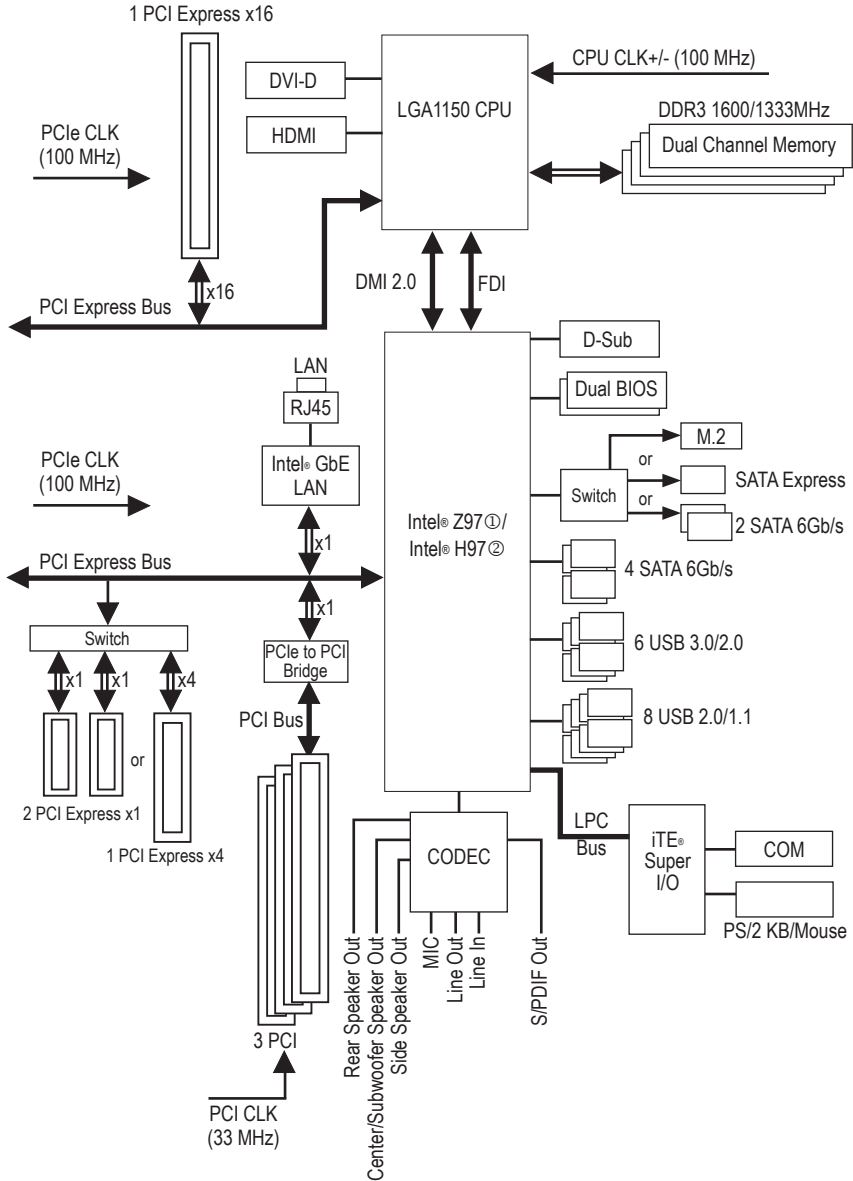 1 PCI Express x16
CPU CLK+/- (100 MHz)
DVI-D
LGA1150 CPU
DDR3 1600/1333MHz
HDMI
Dual Channel Memory
PCIe CLK
(100 MHz)
x16
DMI 2.0
FDI
PCI Express Bus
D-Sub
LAN
RJ45
Dual BIOS
Intel® GbE
LAN
M.2
or
PCIe CLK
(100 MHz)
Switch
SATA Express
or
2 SATA 6Gb/s
Intel® Z97①/
Intel® H97②
x1
PCI Express Bus
4 SATA 6Gb/s
x1
Switch
PCIe to PCI
Bridge
6 USB 3.0/2.0
x1
x1
x4
PCI Bus
8 USB 2.0/1.1
or
2 PCI Express x1
1 PCI Express x4
LPC
Bus
CODEC
iTE®
Super
I/O
COM
PS/2 KB/Mouse
Rear Speaker Out
Center/Subwoofer Speaker Out
Side Speaker Out
MIC
Line Out
Line In
S/PDIF Out
3 PCI
PCI CLK
(33 MHz)